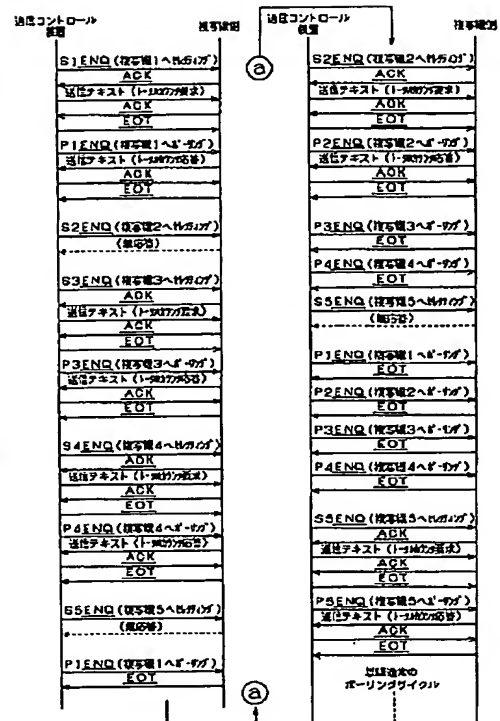 通信コントロール
装置
複写機側
S1ENQ(複写機1へセレクティング)
ACK
送信テキスト(トータルカウンタ要求)
ACK
EOT
P1ENQ(複写機1へポーリング)
送信テキスト(トータルカウンタ応答)
ACK
EOT
S2ENQ(複写機2へセレクティング)
(無応答)
S3ENQ(複写機3へセレクティング)
ACK
送信テキスト(トータルカウンタ要求)
ACK
EOT
P3ENQ(複写機3へポーリング)
送信テキスト(トータルカウンタ応答)
ACK
EOT
S4ENQ(複写機4へセレクティング)
ACK
送信テキスト(トータルカウンタ要求)
ACK
EOT
P4ENQ(複写機4へポーリング)
送信テキスト(トータルカウンタ応答)
ACK
EOT
S5ENQ(複写機5へセレクティング)
(無応答)
P1ENQ(複写機1へポーリング)
EOT
a
a
通信コントロール
装置
複写機側
S2ENQ(複写機2へセレクティング)
ACK
送信テキスト(トータルカウンタ要求)
ACK
EOT
P2ENQ(複写機2へポーリング)
送信テキスト(トータルカウンタ応答)
ACK
EOT
P3ENQ(複写機3へポーリング)
EOT
P4ENQ(複写機4へポーリング)
EOT
S5ENQ(複写機5へセレクティング)
(無応答)
P1ENQ(複写機1へポーリング)
EOT
P2ENQ(複写機2へポーリング)
EOT
P3ENQ(複写機3へポーリング)
EOT
P4ENQ(複写機4へポーリング)
EOT
S5ENQ(複写機5へセレクティング)
ACK
送信テキスト(トータルカウンタ要求)
ACK
EOT
P5ENQ(複写機5へポーリング)
送信テキスト(トータルカウンタ応答)
ACK
EOT
以降通常の
ポーリングサイクル